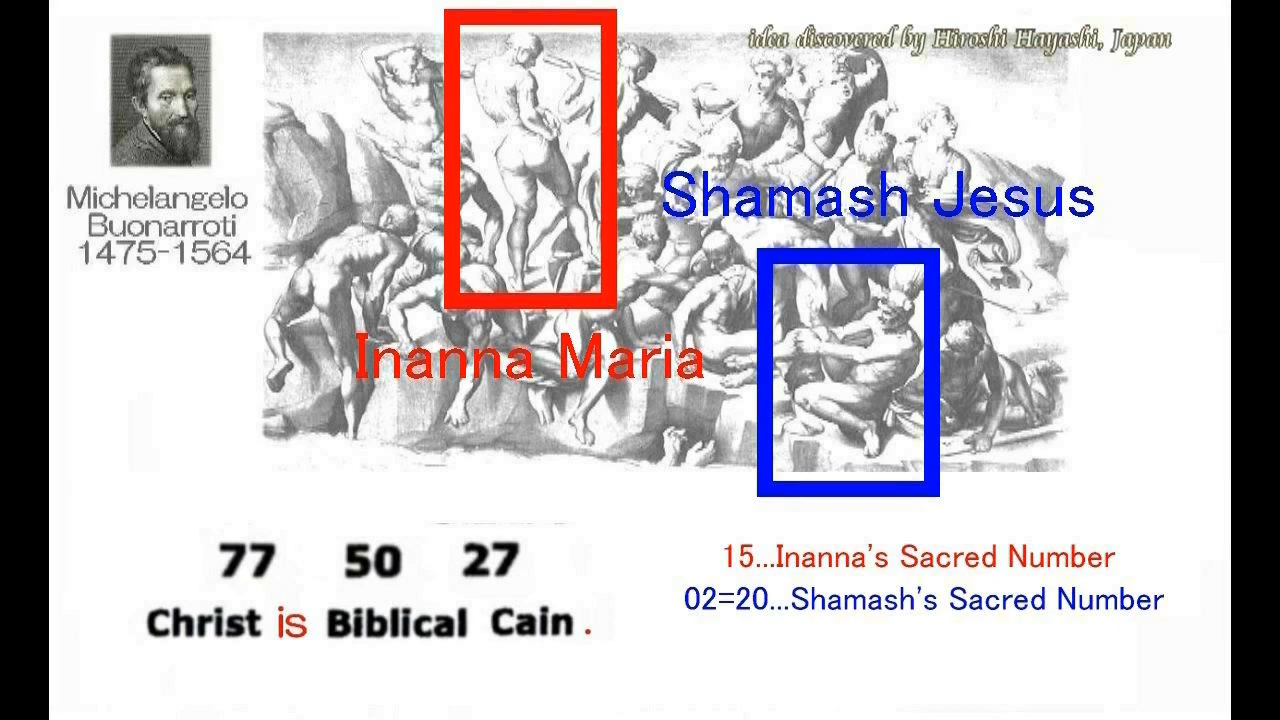 idea discovered by Hiroshi Hayashi, Japan
Michelangelo
Buonarroti
1475-1564
Shamash Jesus
Inanna Maria
77 50 27
Christ is Biblical Cain .
15...Inanna's Sacred Number
02=20...Shamash's Sacred Number